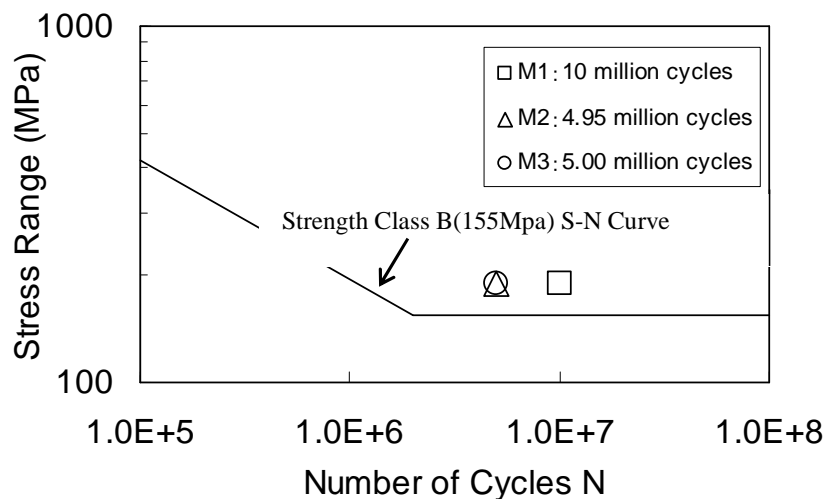 1000
100
Stress Range (MPa)
M1：10 million cycles
M2：4.95 million cycles
M3：5.00 million cycles
Strength Class B(155Mpa) S-N Curve
1.0E+5 1.0E+6 1.0E+7 1.0E+8
Number of Cycles N